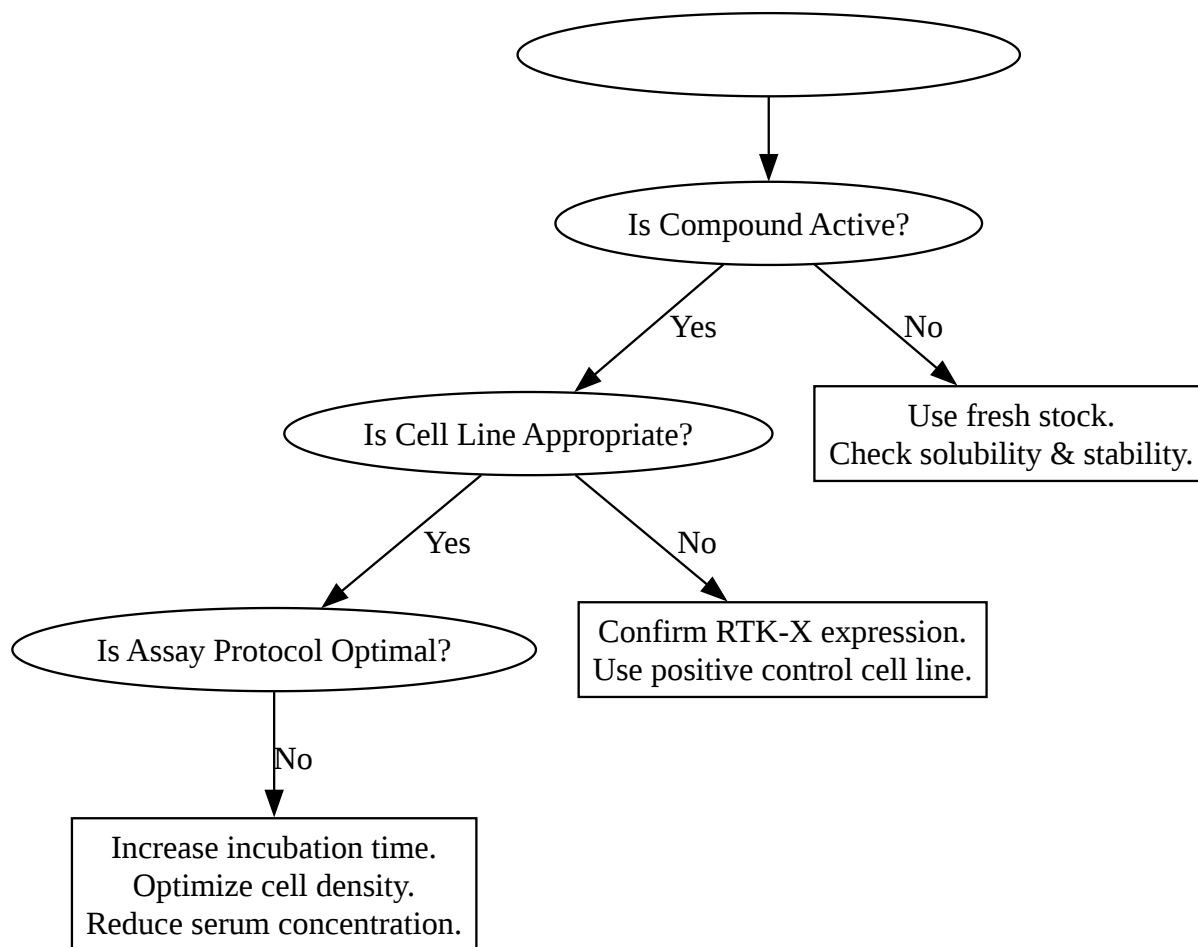 Is Compound Active?
Yes
No
Use fresh stock.
Check solubility & stability.
Is Cell Line Appropriate?
Yes
No
Confirm RTK-X expression.
Use positive control cell line.
Is Assay Protocol Optimal?
No
Increase incubation time.
Optimize cell density.
Reduce serum concentration.